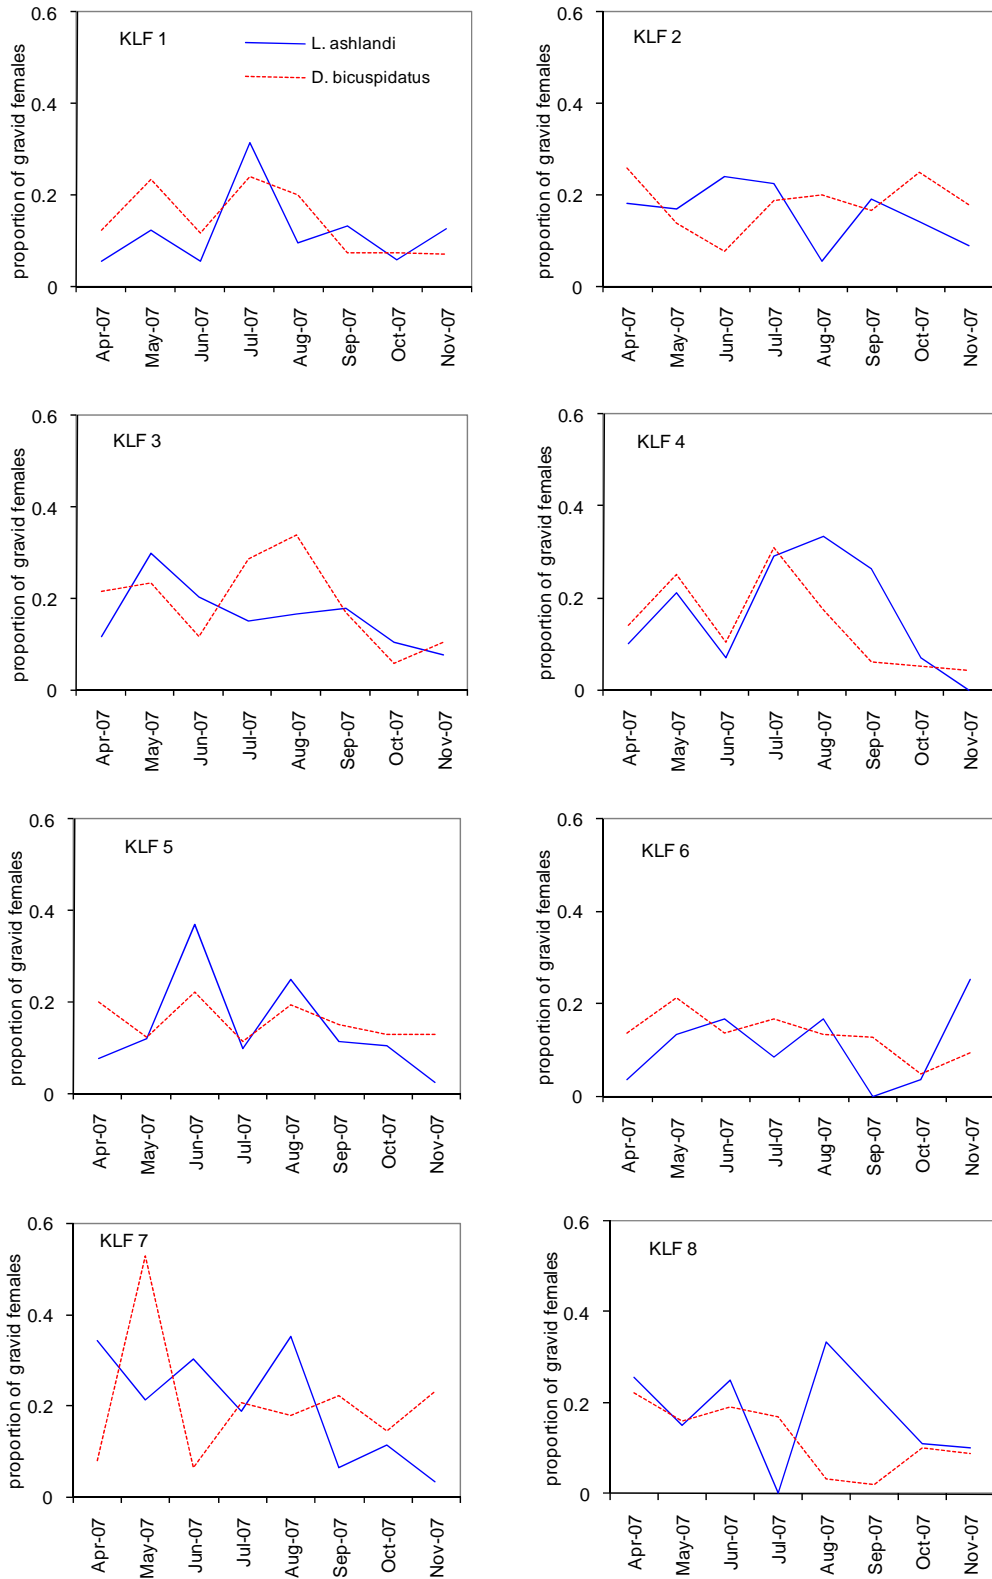 proportion of gravid females
0.6
0.4
0.2
0
KLF 1
L. ashlandi
D. bicuspidatus
Apr-07
May-07
Jun-07
Jul-07
Aug-07
Sep-07
Oct-07
Nov-07
proportion of gravid females
0.6
0.4
0.2
0
KLF 2
Apr-07
May-07
Jun-07
Jul-07
Aug-07
Sep-07
Oct-07
Nov-07
proportion of gravid females
0.6
0.4
0.2
0
KLF 3
Apr-07
May-07
Jun-07
Jul-07
Aug-07
Sep-07
Oct-07
Nov-07
proportion of gravid females
0.6
0.4
0.2
0
KLF 4
Apr-07
May-07
Jun-07
Jul-07
Aug-07
Sep-07
Oct-07
Nov-07
proportion of gravid females
0.6
0.4
0.2
0
KLF 5
Apr-07
May-07
Jun-07
Jul-07
Aug-07
Sep-07
Oct-07
Nov-07
proportion of gravid females
0.6
0.4
0.2
0
KLF 6
Apr-07
May-07
Jun-07
Jul-07
Aug-07
Sep-07
Oct-07
Nov-07
proportion of gravid females
0.6
0.4
0.2
0
KLF 7
Apr-07
May-07
Jun-07
Jul-07
Aug-07
Sep-07
Oct-07
Nov-07
proportion of gravid females
0.6
0.4
0.2
0
KLF 8
Apr-07
May-07
Jun-07
Jul-07
Aug-07
Sep-07
Oct-07
Nov-07